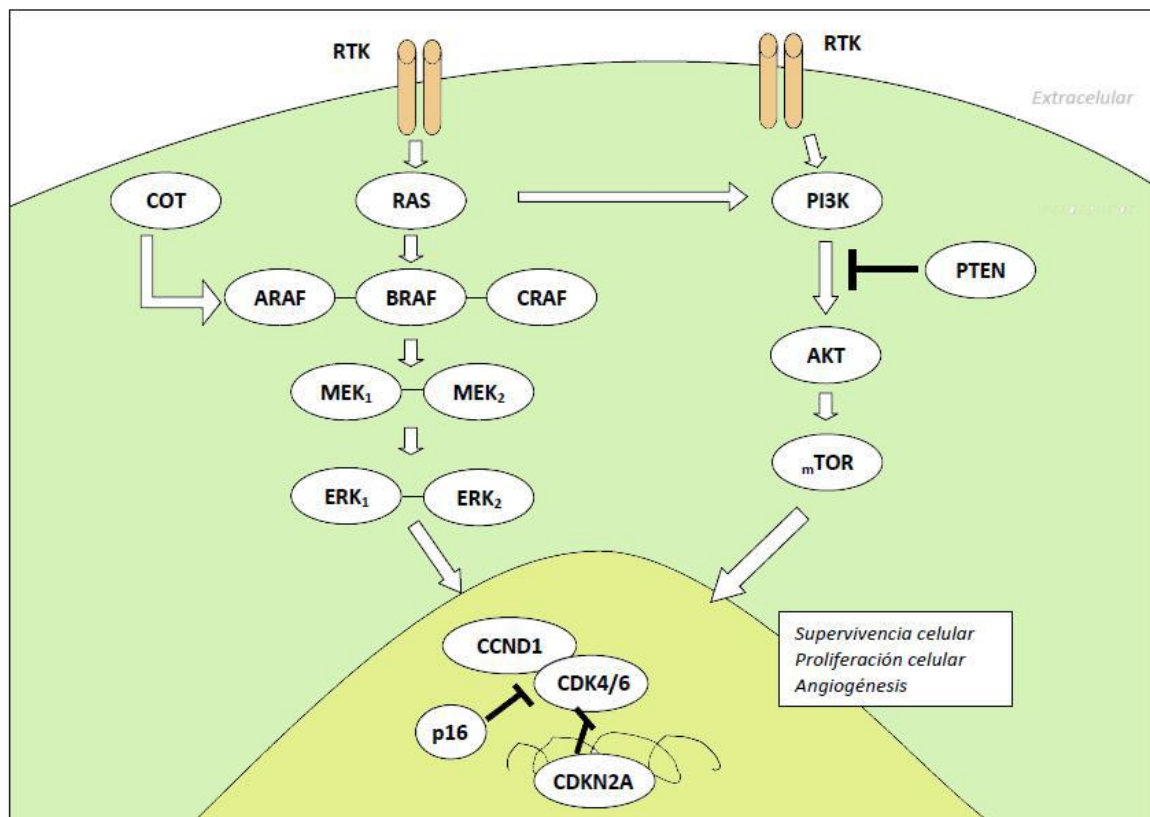 RTK
RTK
Extracelular
COT
RAS
PI3K
PTEN
ARAF
BRAF
CRAF
AKT
MEK₁
MEK₂
mTOR
ERK₁
ERK₂
Supervivencia celular
Proliferación celular
Angiogénesis
CCND1
CDK4/6
p16
CDKN2A